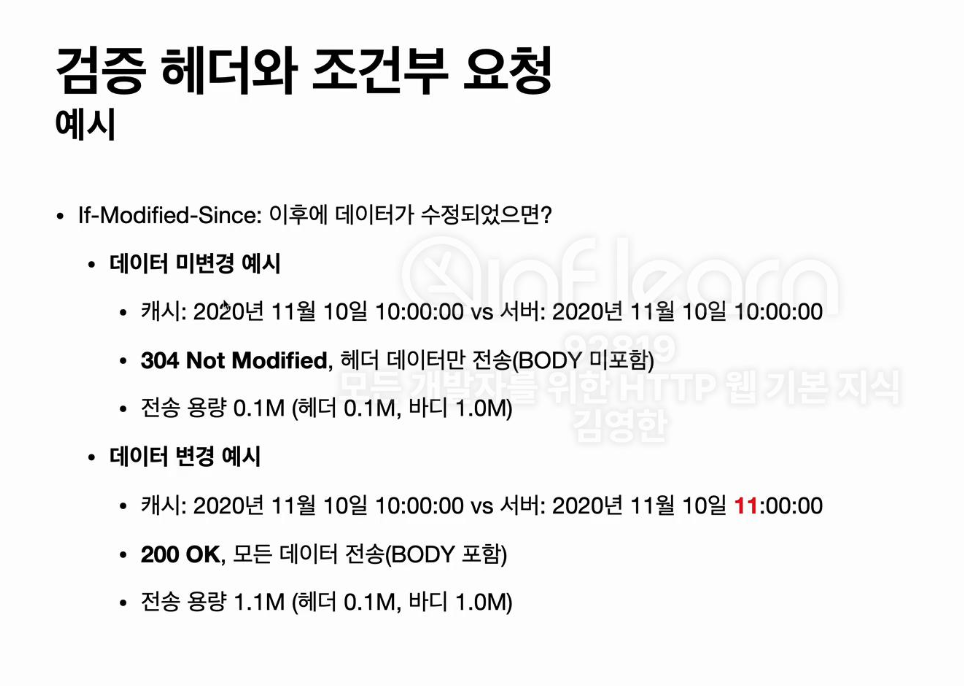 검증 헤더와 조건부 요청
예시
• If-Modified-Since: 이후에 데이터가 수정되었으면?
• 데이터 미변경 예시
• 캐시: 2020년 11월 10일 10:00:00 vs 서버: 2020년 11월 10일 10:00:00
• 304 Not Modified, 헤더 데이터만 전송(BODY 미포함)
• 전송 용량 0.1M (헤더 0.1M, 바디 1.0M)
• 데이터 변경 예시
• 캐시: 2020년 11월 10일 10:00:00 vs 서버: 2020년 11월 10일 11:00:00
• 200 OK, 모든 데이터 전송(BODY 포함)
• 전송 용량 1.1M (헤더 0.1M, 바디 1.0M)
inflearn
92819
모든 개발자를 위한 HTTP 웹 기본 지식
김영한